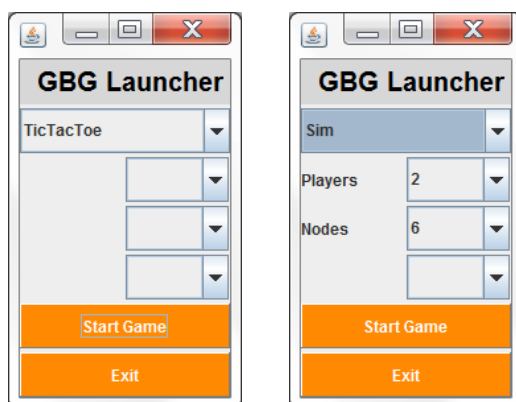 GBG Launcher
TicTacToe
Start Game
Exit
GBG Launcher
Sim
Players 2
Nodes 6
Start Game
Exit